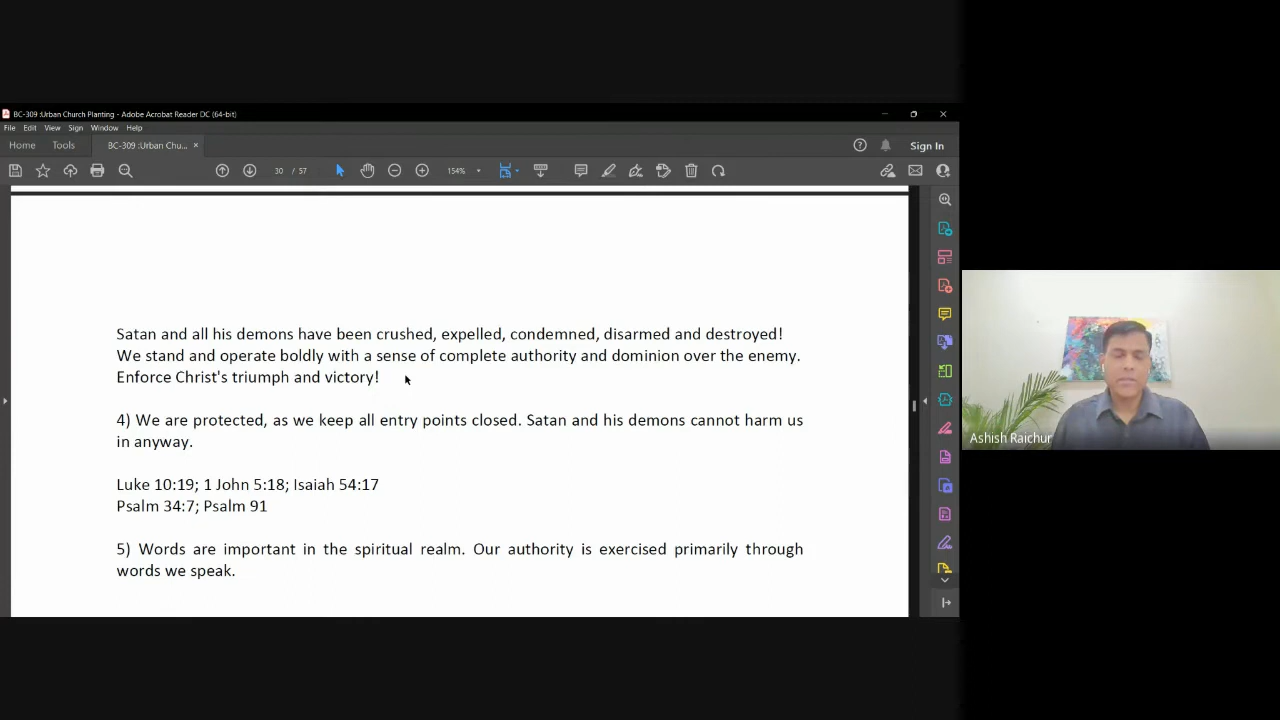 BC-309 :Urban Church Planting - Adobe Acrobat Reader DC (64-bit)
File Edit View Sign Window Help
Home Tools BC-309 :Urban Chu... × Sign In
30 / 57 154%
Satan and all his demons have been crushed, expelled, condemned, disarmed and destroyed!
We stand and operate boldly with a sense of complete authority and dominion over the enemy.
Enforce Christ's triumph and victory!
4) We are protected, as we keep all entry points closed. Satan and his demons cannot harm us
in anyway.
Luke 10:19; 1 John 5:18; Isaiah 54:17
Psalm 34:7; Psalm 91
5) Words are important in the spiritual realm. Our authority is exercised primarily through
words we speak.
Ashish Raichur